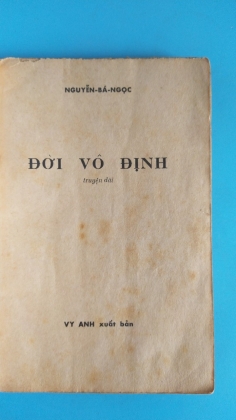 NGUYỄN-BÁ-NGỌC
ĐỜI VÔ ĐỊNH
truyện dài
VY ANH xuất bản